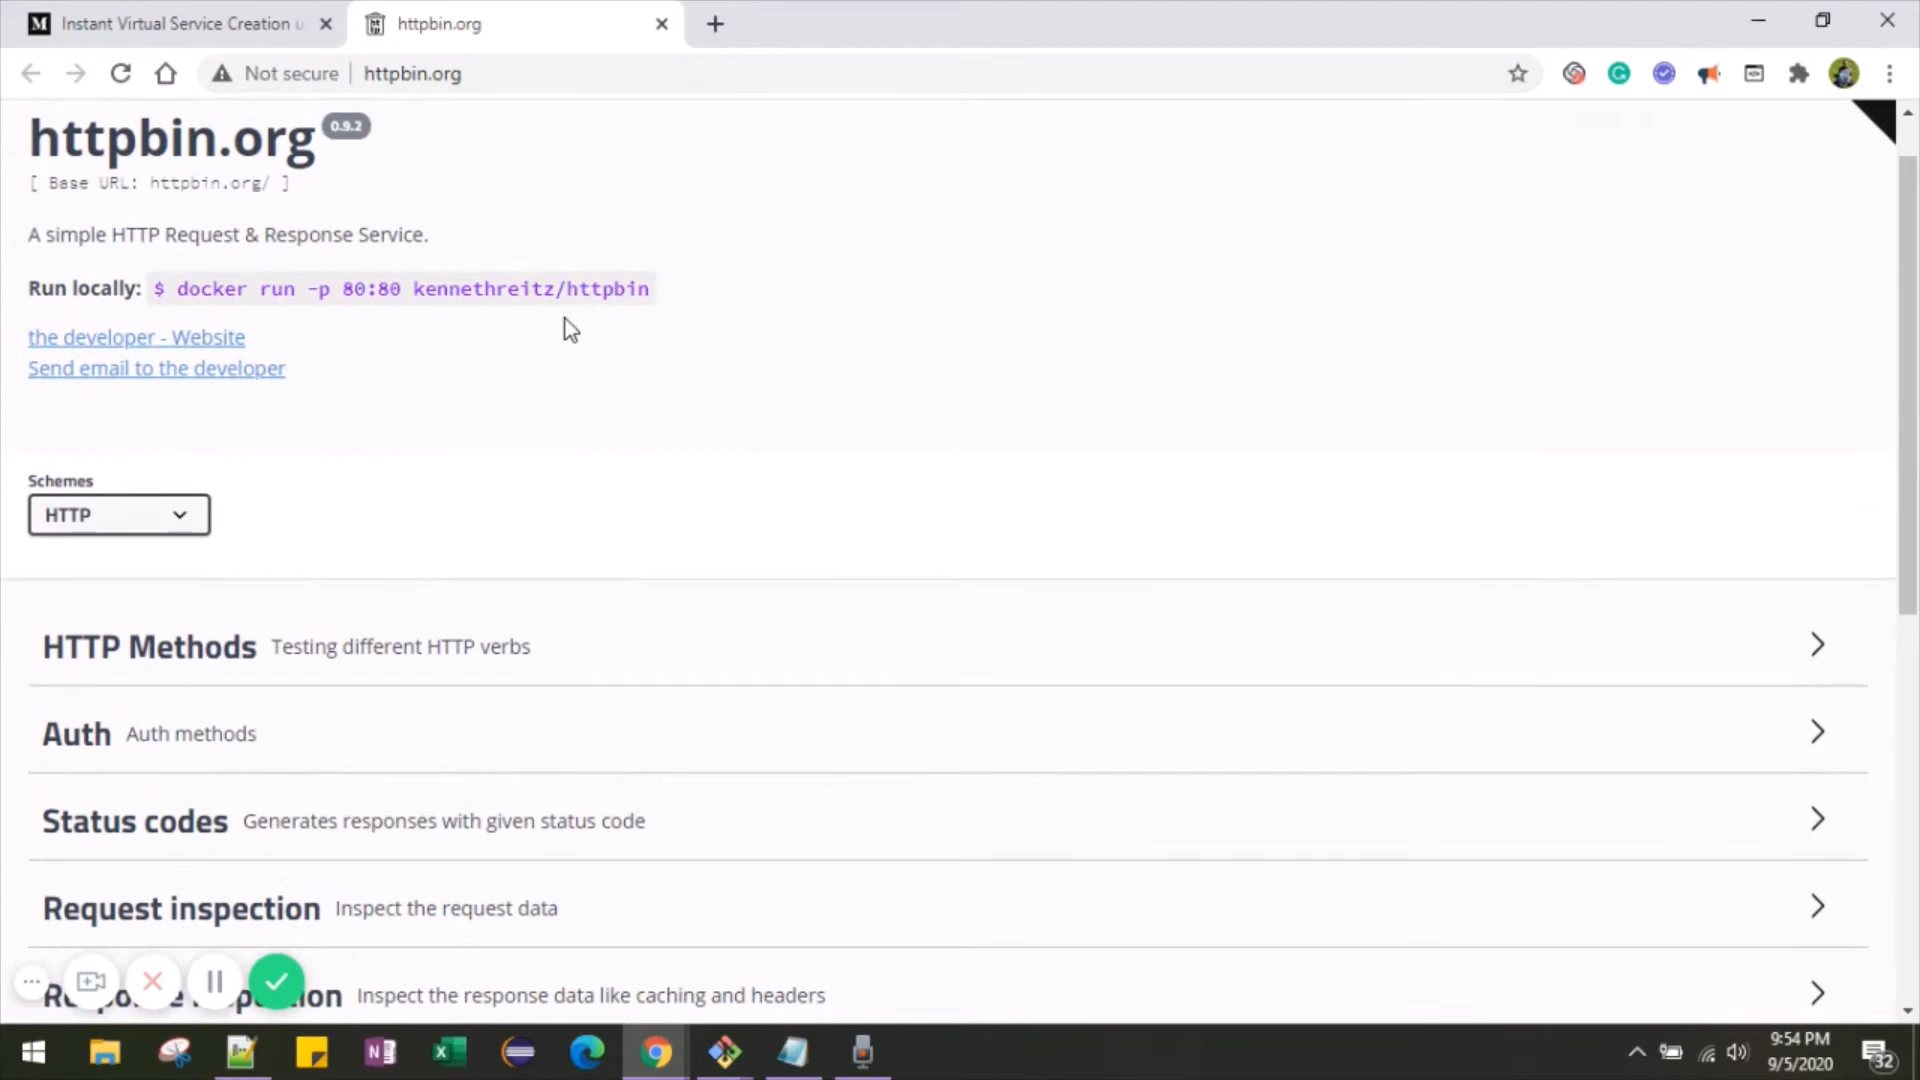 Instant Virtual Service Creation u
httpbin.org
Not secure
httpbin.org
httpbin.org 0.9.2
[ Base URL: httpbin.org/ ]
A simple HTTP Request & Response Service.
Run locally: $ docker run -p 80:80 kennethreitz/httpbin
the developer - Website
Send email to the developer
Schemes
HTTP
HTTP Methods Testing different HTTP verbs
Auth Auth methods
Status codes Generates responses with given status code
Request inspection Inspect the request data
Inspect the response data like caching and headers
9:54 PM
9/5/2020
32